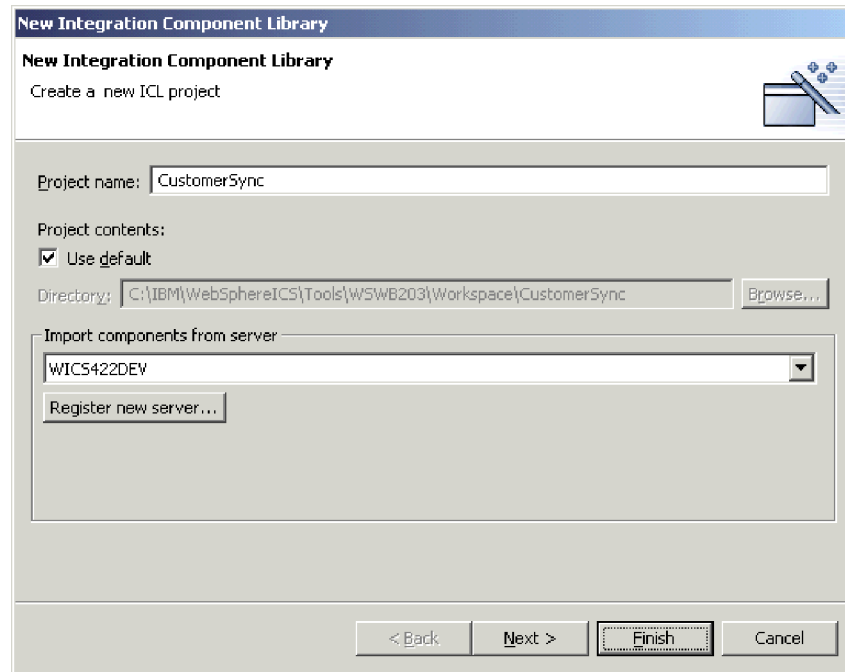 New Integration Component Library
New Integration Component Library
Create a new ICL project
Project name: CustomerSync
Project contents:
Use default
Directory: C:\IBM\WebSphereICS\Tools\WSWB203\Workspace\CustomerSync Browse...
Import components from server
WICS422DEV
Register new server...
< Back Next > Finish Cancel